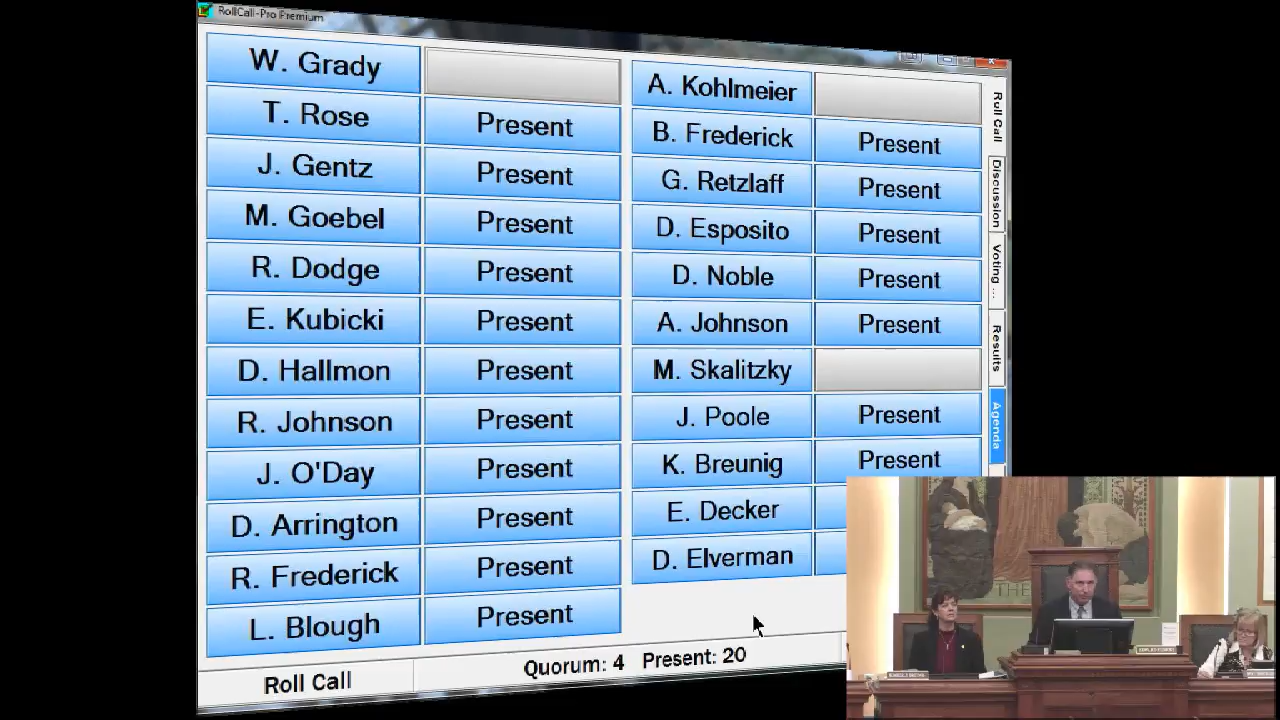 RollCall-Pro Premium
W. Grady
T. Rose Present
J. Gentz Present
M. Goebel Present
R. Dodge Present
E. Kubicki Present
D. Hallmon Present
R. Johnson Present
J. O'Day Present
D. Arrington Present
R. Frederick Present
L. Blough Present
A. Kohlmeier
B. Frederick Present
G. Retzlaff Present
D. Esposito Present
D. Noble Present
A. Johnson Present
M. Skalitzky
J. Poole Present
K. Breunig Present
E. Decker
D. Elverman
Roll Call
Discussion
Voting ...
Results
Agenda
Roll Call Quorum: 4 Present: 20
THE